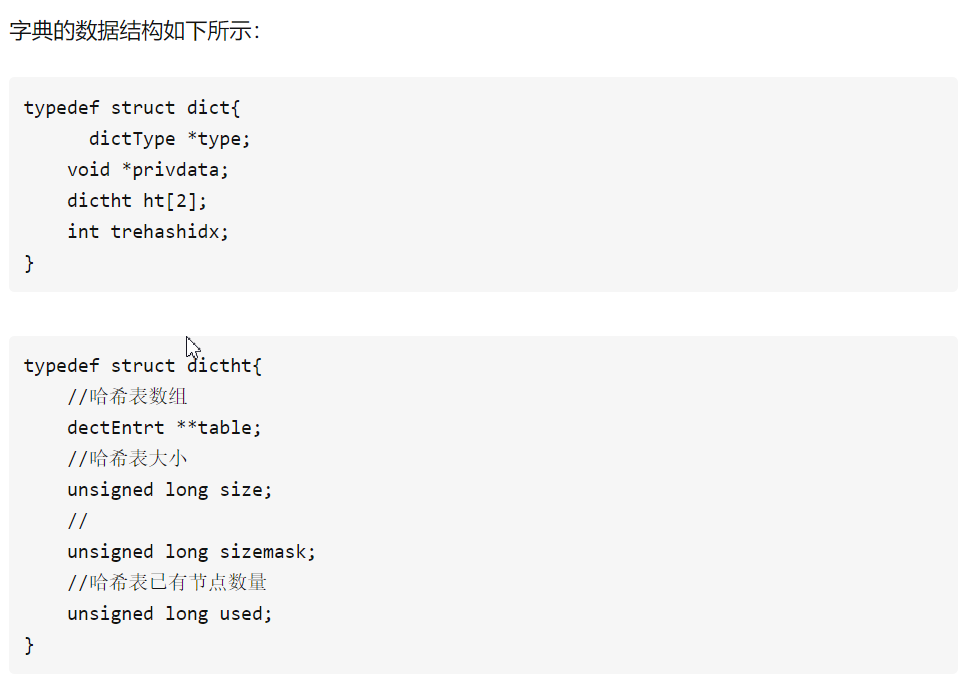 字典的数据结构如下所示：
typedef struct dict{
      dictType *type;
    void *privdata;
    dictht ht[2];
    int trehashidx;
}
typedef struct dictht{
    //哈希表数组
    dectEntrt **table;
    //哈希表大小
    unsigned long size;
    //
    unsigned long sizemask;
    //哈希表已有节点数量
    unsigned long used;
}